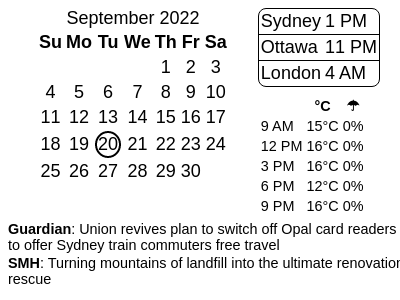 September 2022
Su Mo Tu We Th Fr Sa
1 2 3
4 5 6 7 8 9 10
11 12 13 14 15 16 17
18 19 20 21 22 23 24
25 26 27 28 29 30
Sydney 1 PM
Ottawa 11 PM
London 4 AM
°C ☂
9 AM 15°C 0%
12 PM 16°C 0%
3 PM 16°C 0%
6 PM 12°C 0%
9 PM 16°C 0%
Guardian: Union revives plan to switch off Opal card readers
to offer Sydney train commuters free travel
SMH: Turning mountains of landfill into the ultimate renovation
rescue